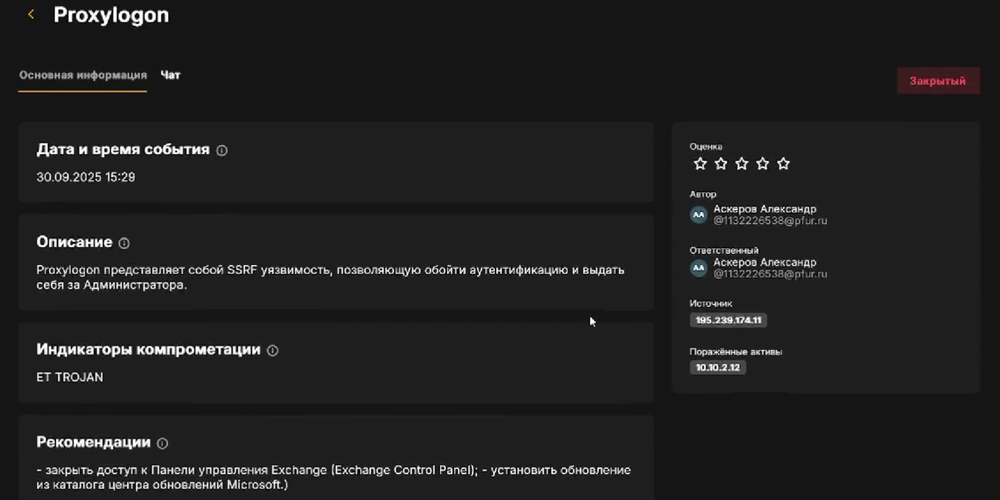 Proxylogon
Основная информация
Чат
Закрытый
Дата и время события
30.09.2025 15:29
Описание
Proxylogon представляет собой SSRF уязвимость, позволяющую обойти аутентификацию и выдать
себя за Администратора.
Индикаторы компрометации
ET TROJAN
Рекомендации
- закрыть доступ к Панели управления Exchange (Exchange Control Panel); - установить обновление
из каталога центра обновлений Microsoft.)
Оценка
Автор
АА
Аскеров Александр
@1132226538@pfur.ru
Ответственный
АА
Аскеров Александр
@1132226538@pfur.ru
Источник
195.239.174.11
Поражённые активы
10.10.2.12